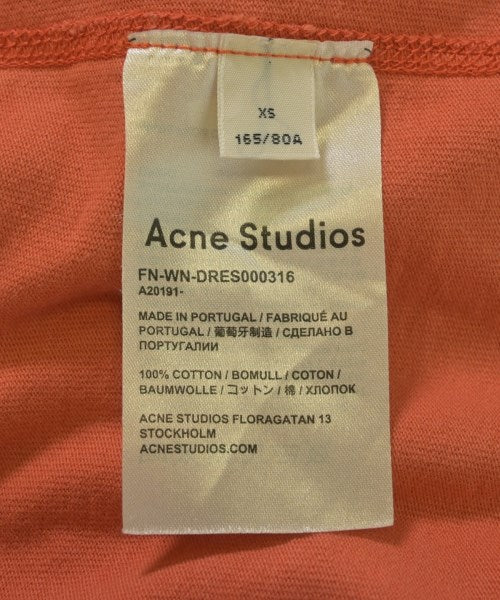 XS
165/80A
Acne Studios
FN-WN-DRES000316
A20191-
MADE IN PORTUGAL / FABRIQUÉ AU
PORTUGAL / 葡萄牙制造 / СДЕЛАНО В
ПОРТУГАЛИИ
100% COTTON / BOMULL / COTON /
BAUMWOLLE / コットン / 棉 / ХЛОПОК
ACNE STUDIOS FLORAGATAN 13
STOCKHOLM
ACNESTUDIOS.COM